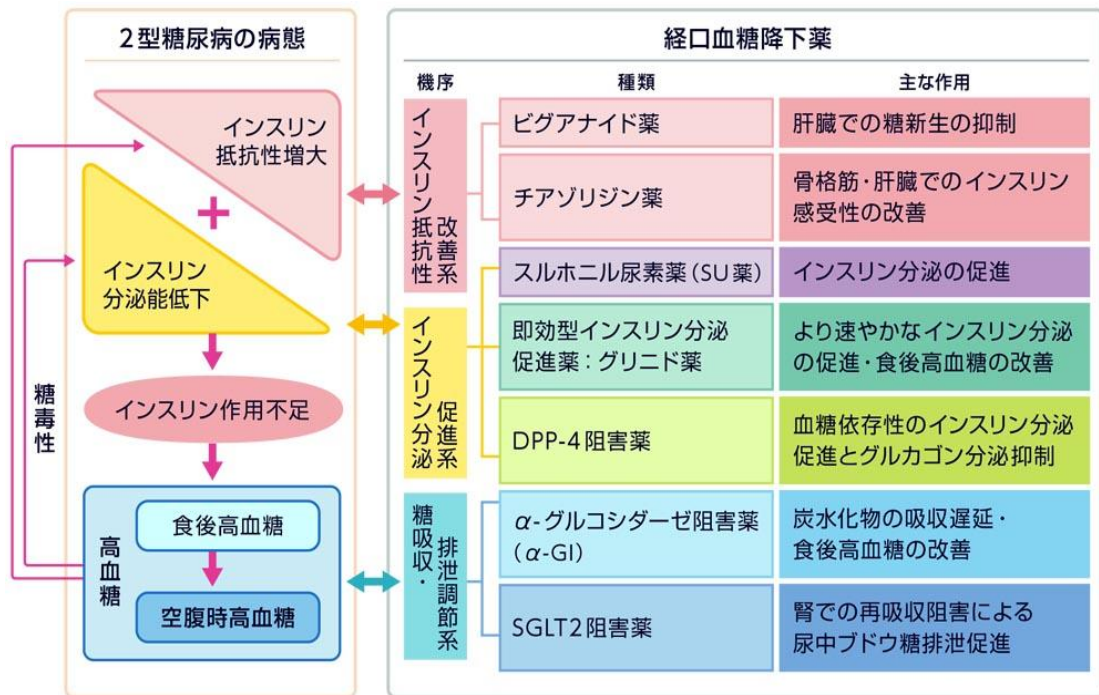 2型糖尿病の病態
インスリン
抵抗性増大
+
インスリン
分泌能低下
インスリン作用不足
糖毒性
高血糖
食後高血糖
空腹時高血糖
経口血糖降下薬
機序
種類
主な作用
インスリン抵抗性
改善系
ビグアナイド薬
肝臓での糖新生の抑制
チアゾリジン薬
骨格筋・肝臓でのインスリン
感受性の改善
インスリン分泌
促進系
スルホニル尿素薬(SU薬)
インスリン分泌の促進
即効型インスリン分泌
促進薬:グリニド薬
より速やかなインスリン分泌
の促進・食後高血糖の改善
DPP-4阻害薬
血糖依存性のインスリン分泌
促進とグルカゴン分泌抑制
糖吸収・
排泄調節系
α-グルコシダーゼ阻害薬
(α-GI)
炭水化物の吸収遅延・
食後高血糖の改善
SGLT2阻害薬
腎での再吸収阻害による
尿中ブドウ糖排泄促進